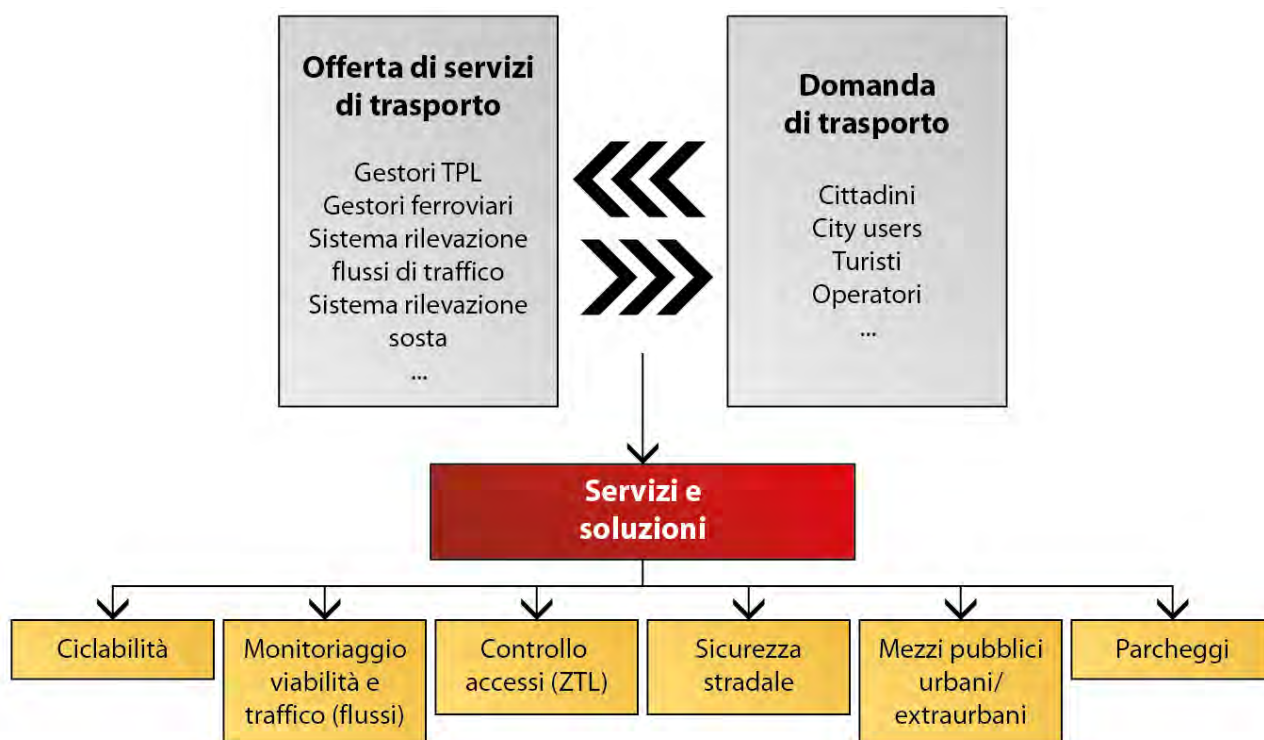 Offerta di servizi
di trasporto
Gestori TPL
Gestori ferroviari
Sistema rilevazione
flussi di traffico
Sistema rilevazione
sosta
...
Domanda
di trasporto
Cittadini
City users
Turisti
Operatori
...
Servizi e
soluzioni
Ciclabilità
Monitoriaggio
viabilità e
traffico (flussi)
Controllo
accessi (ZTL)
Sicurezza
stradale
Mezzi pubblici
urbani/
extraurbani
Parcheggi